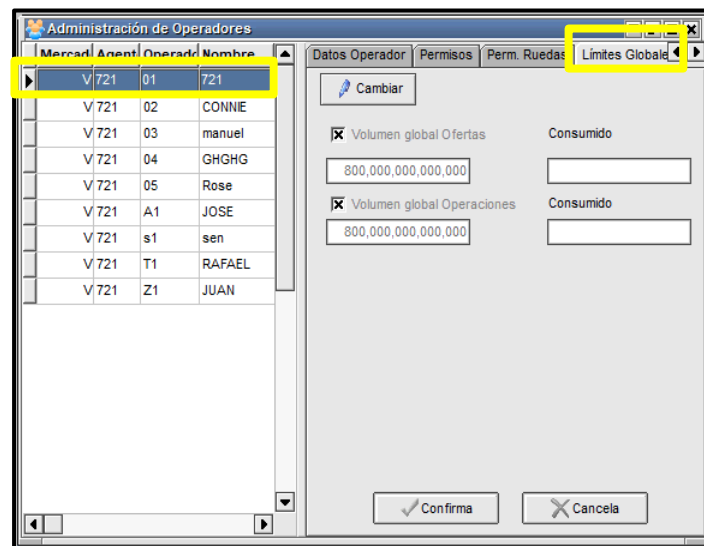 Administración de Operadores
Mercad Agent Operado Nombre
V 721 01 721
V 721 02 CONNIE
V 721 03 manuel
V 721 04 GHGHG
V 721 05 Rose
V 721 A1 JOSE
V 721 s1 sen
V 721 T1 RAFAEL
V 721 Z1 JUAN
Datos Operador Permisos Perm. Ruedas Límites Globale
Cambiar
Volumen global Ofertas Consumido
800,000,000,000,000
Volumen global Operaciones Consumido
800,000,000,000,000
Confirma Cancela